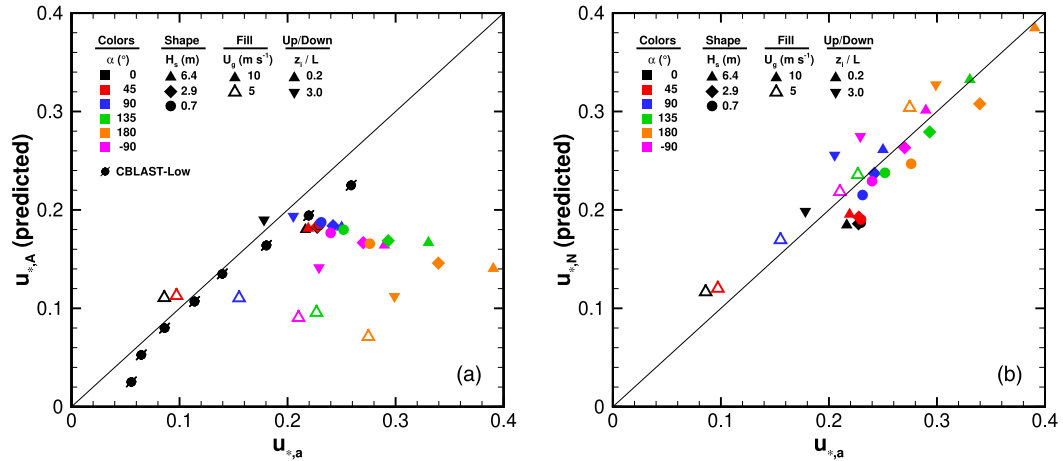 Colors Shape Fill Up/Down
α (°) Hs (m) Ug (m s-1) zi / L
0 6.4 10 0.2
45 2.9 5 3.0
90 0.7
135
180
-90
CBLAST-Low
(a)
0.4
0.3
0.2
0.1
0
0 0.1 0.2 0.3 0.4
u*,A (predicted)
u*,a
Colors Shape Fill Up/Down
α (°) Hs (m) Ug (m s-1) zi / L
0 6.4 10 0.2
45 2.9 5 3.0
90 0.7
135
180
-90
(b)
0.4
0.3
0.2
0.1
0
0 0.1 0.2 0.3 0.4
u*,N (predicted)
u*,a